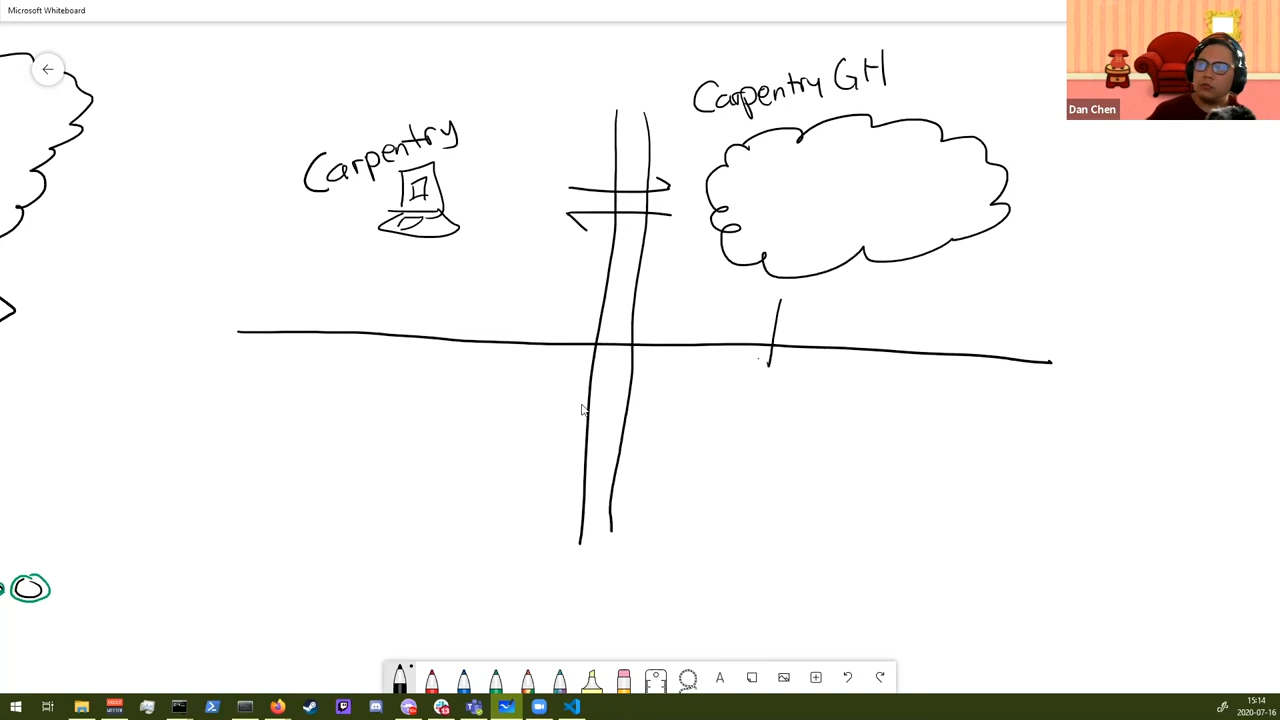 Microsoft Whiteboard
Carpentry GH
Carpentry
Dan Chen
A
15:14
2020-07-16